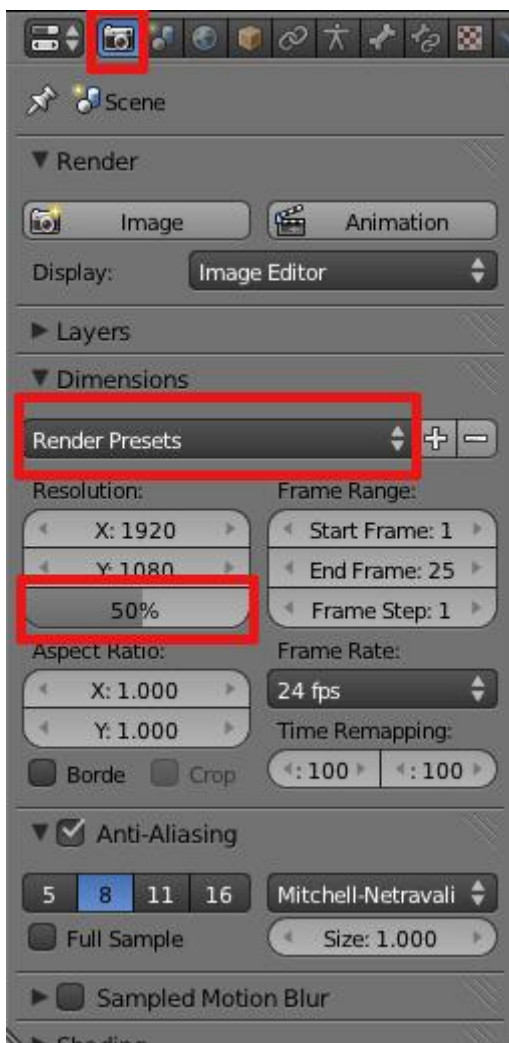 Scene
Render
Image Animation
Display: Image Editor
Layers
Dimensions
Render Presets
Resolution: Frame Range:
X: 1920 Start Frame: 1
Y: 1080 End Frame: 25
50% Frame Step: 1
Aspect Ratio: Frame Rate:
X: 1.000 24 fps
Y: 1.000 Time Remapping:
Borde Crop : 100 : 100
Anti-Aliasing
5 8 11 16 Mitchell-Netravali
Full Sample Size: 1.000
Sampled Motion Blur
Shading